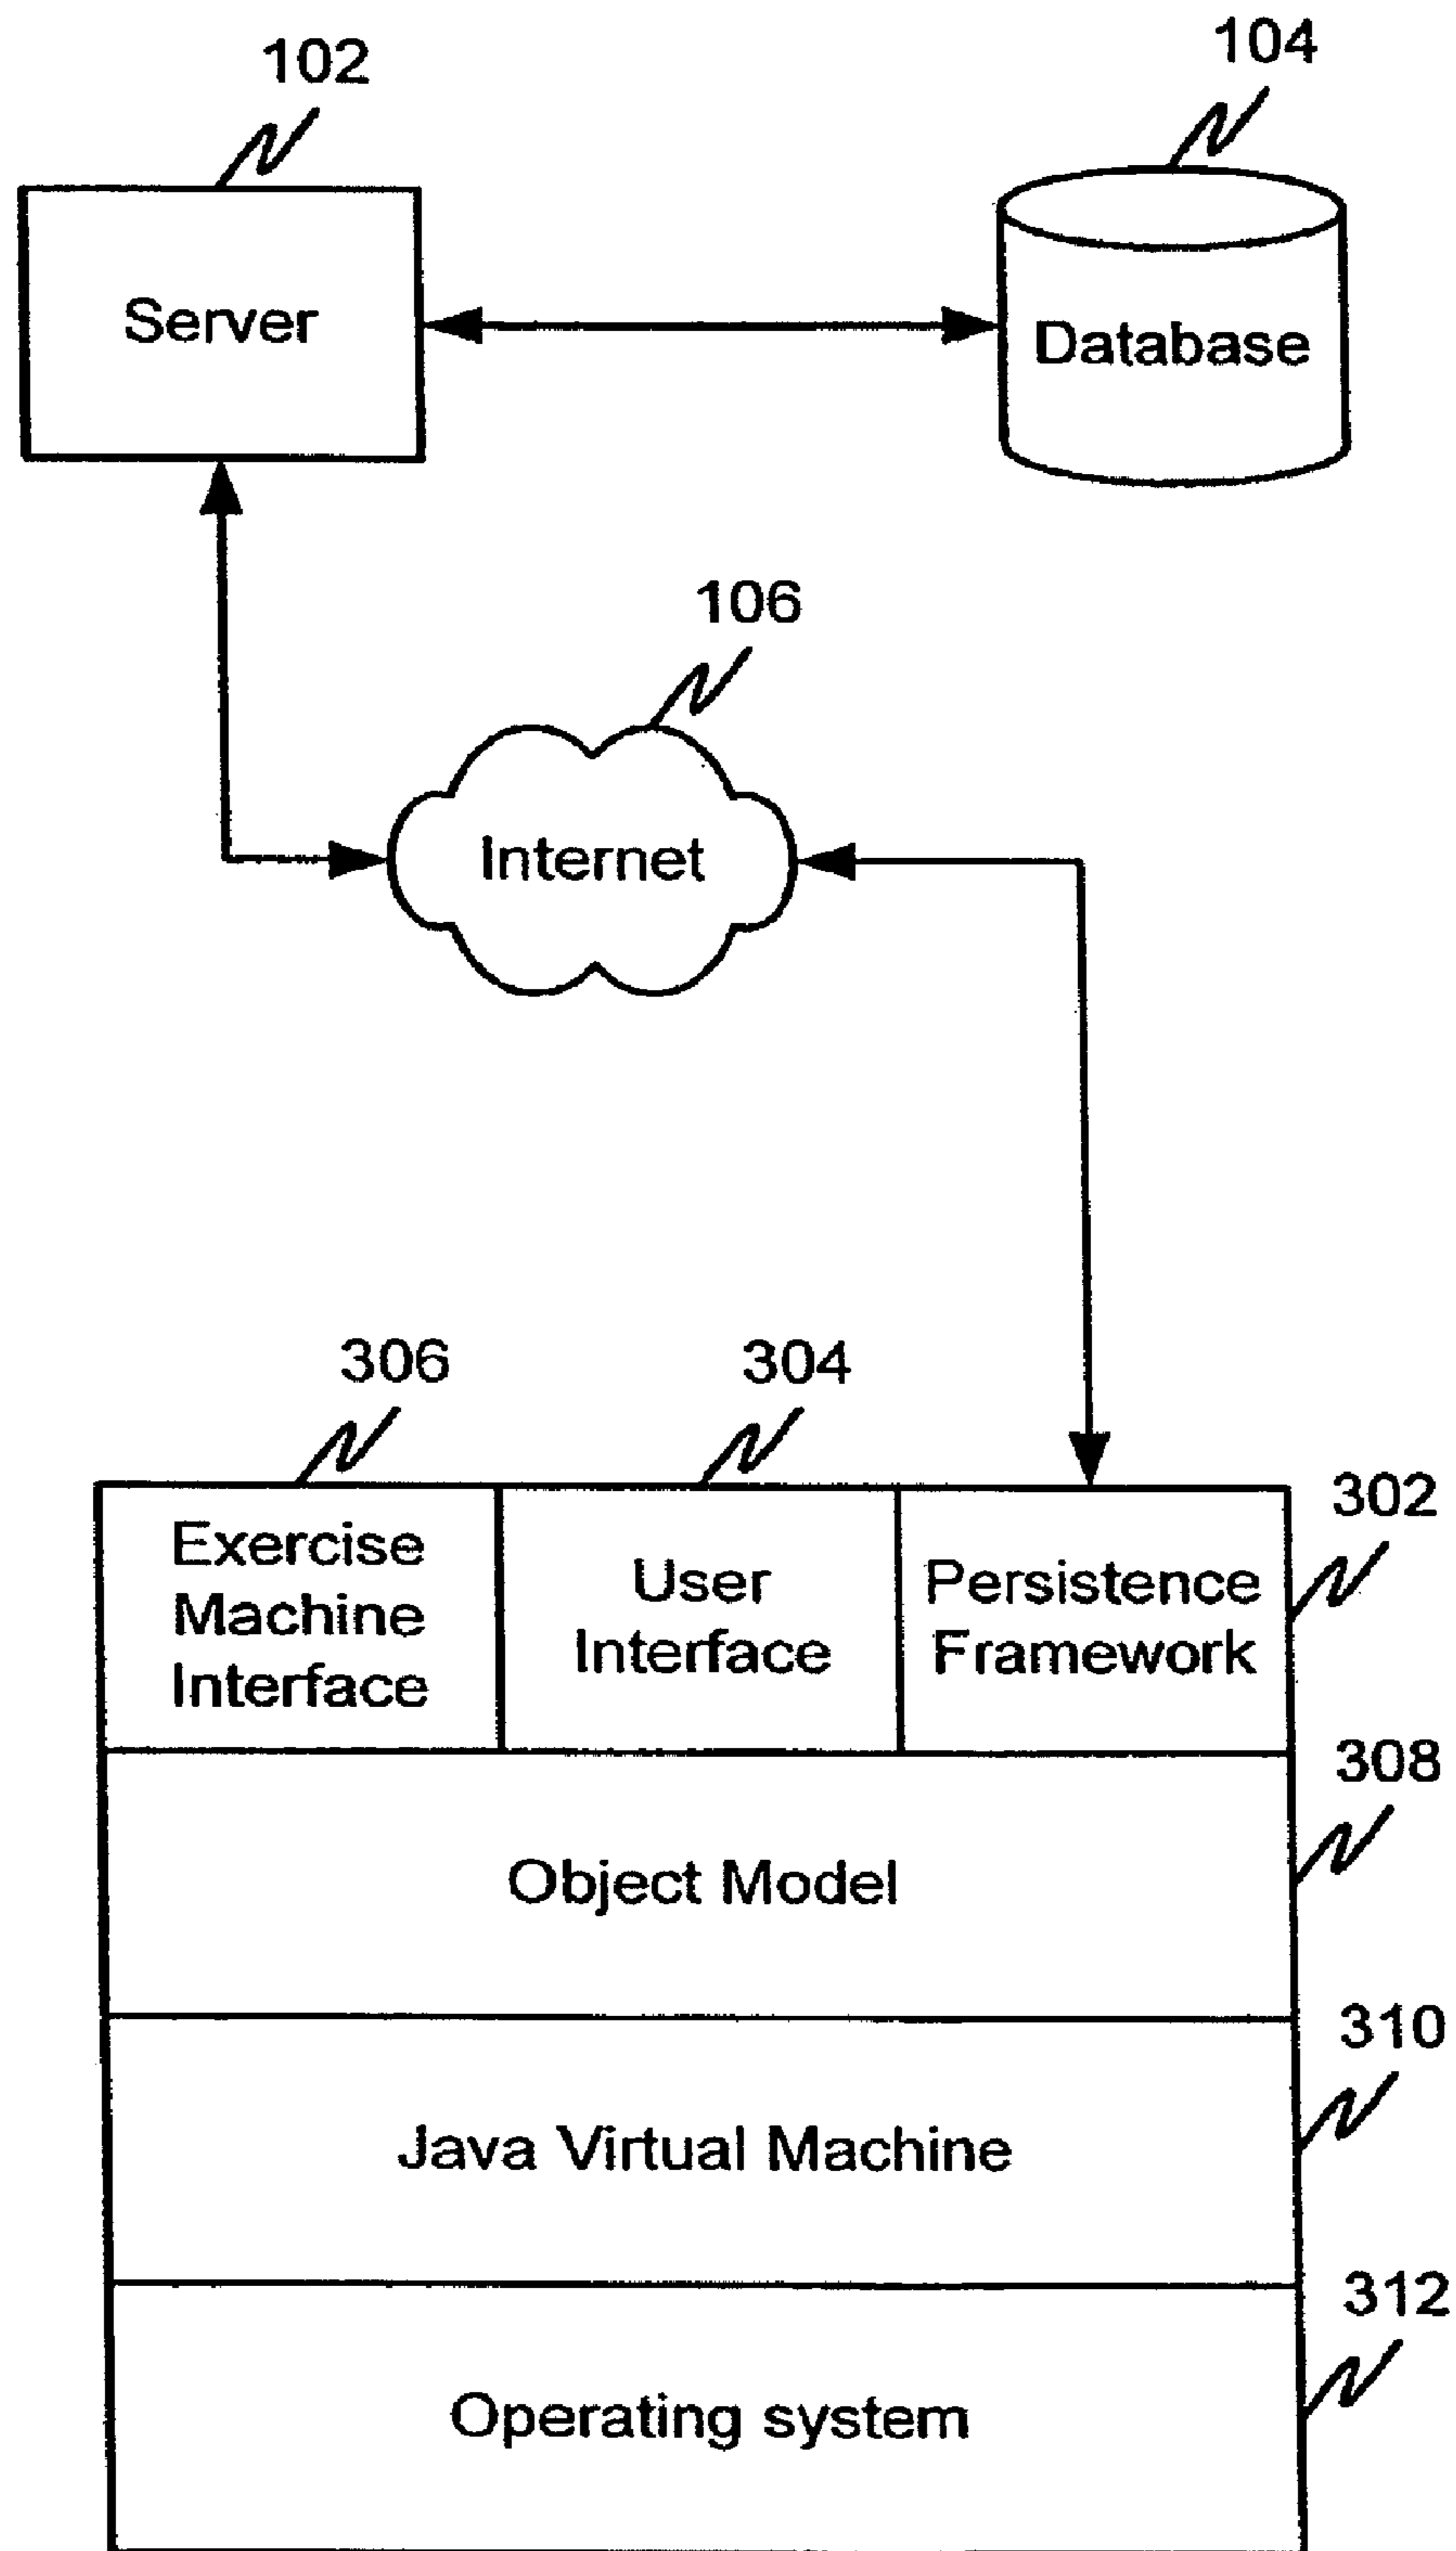 102
104
Server
Database
106
Internet
306
304
302
Exercise
Machine
Interface
User
Interface
Persistence
Framework
308
Object Model
310
Java Virtual Machine
312
Operating system